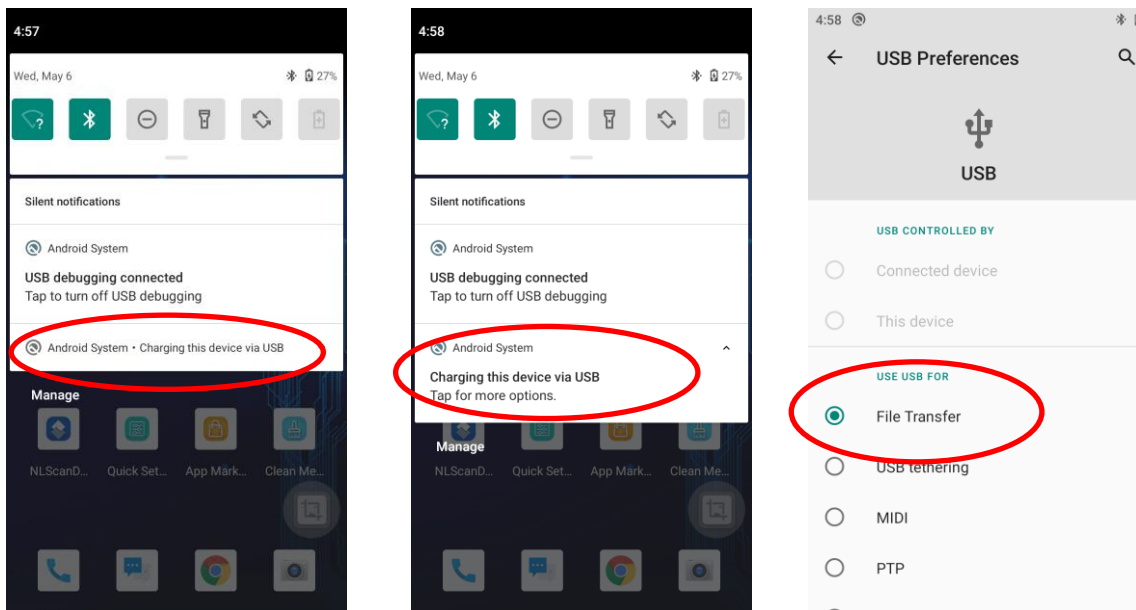 4:57
Wed, May 6
27%
?
Silent notifications
Android System
USB debugging connected
Tap to turn off USB debugging
Android System • Charging this device via USB
Manage
NLScanD... Quick Set... App Mark... Clean Me...
4:58
Wed, May 6
27%
?
Silent notifications
Android System
USB debugging connected
Tap to turn off USB debugging
Android System
Charging this device via USB
Tap for more options.
Manage
NLScanD... Quick Set... App Mark... Clean Me...
4:58
USB Preferences
USB
USB CONTROLLED BY
Connected device
This device
USE USB FOR
File Transfer
USB tethering
MIDI
PTP